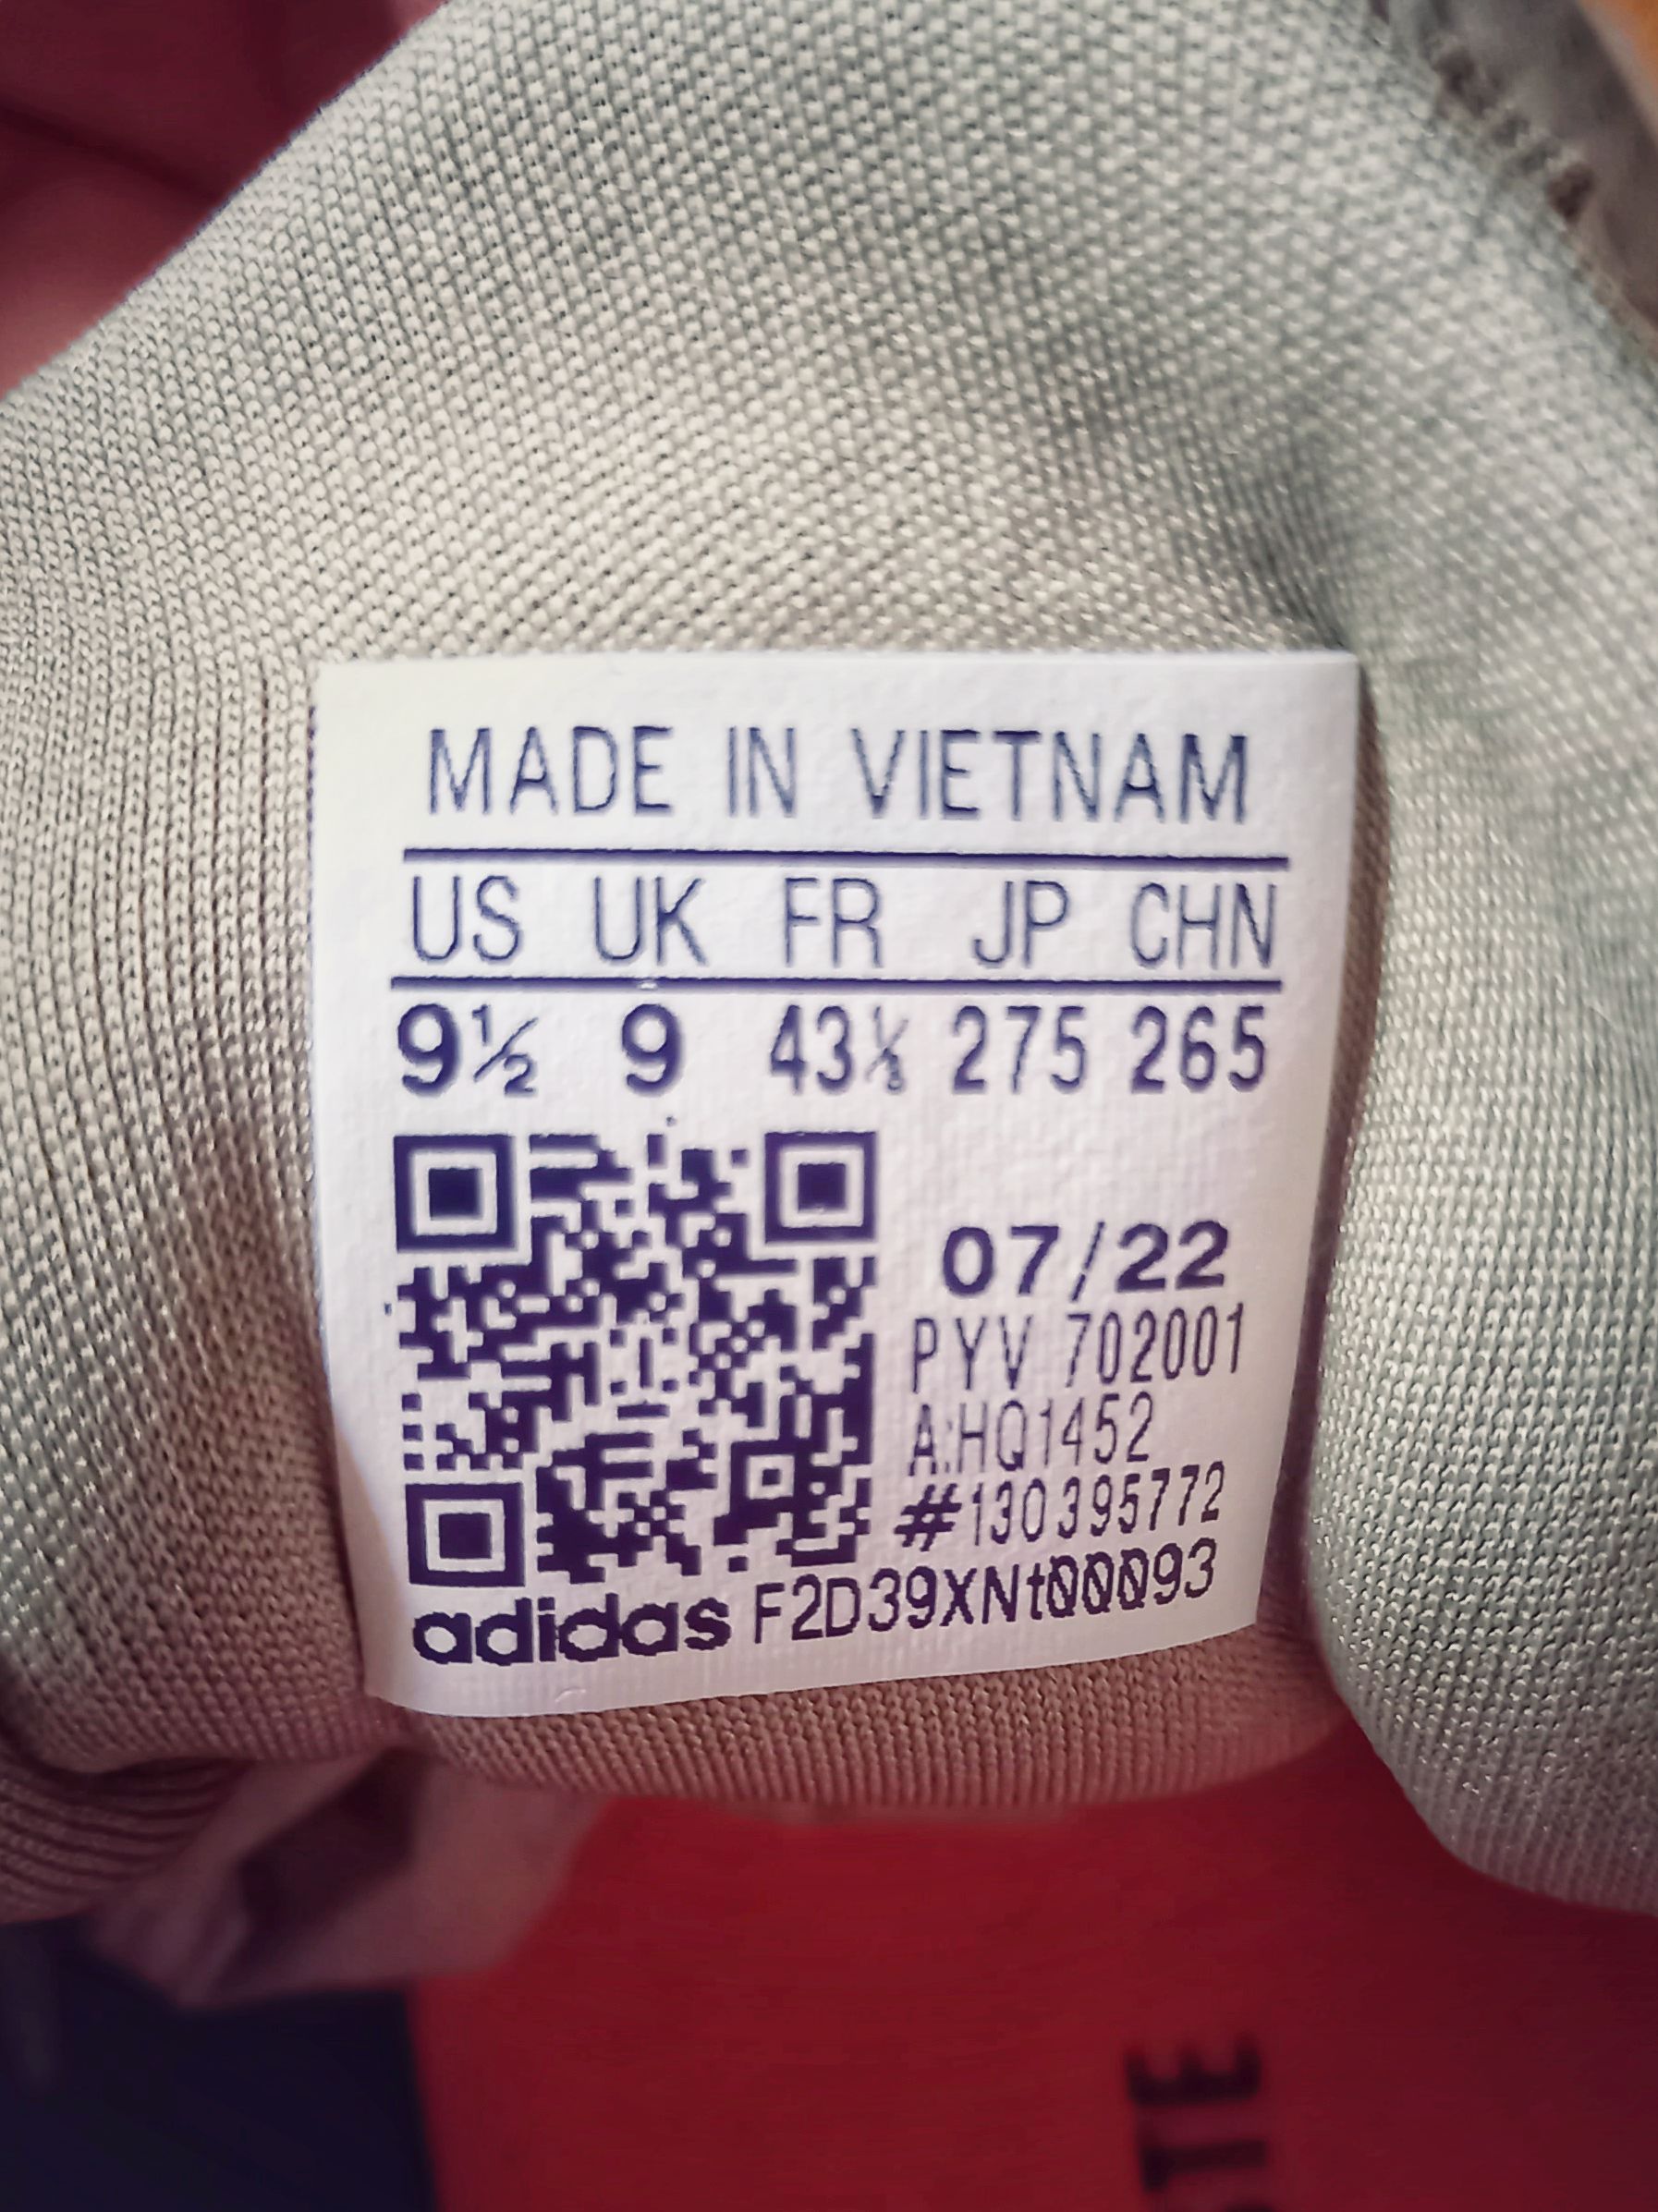 MADE IN VIETNAM
US UK FR JP CHN
9½ 9 43⅓ 275 265
07/22
PYV 702001
A:HQ1452
#130395772
adidas F2D39XNt00093